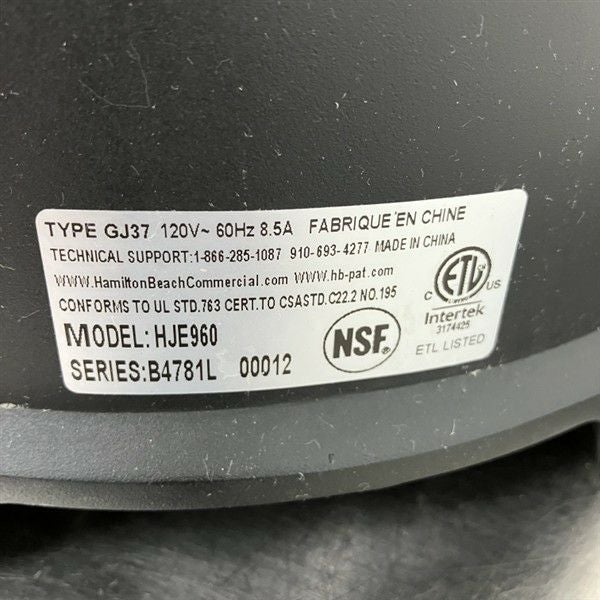 TYPE GJ37 120V~ 60Hz 8.5A FABRIQUE EN CHINE
TECHNICAL SUPPORT:1-866-285-1087 910-693-4277 MADE IN CHINA
www.HamiltonBeachCommercial.com www.hb-pat.com
CONFORMS TO UL STD.763 CERT.TO CSASTD.C22.2 NO.195
MODEL: HJE960
SERIES:B4781L 00012
NSF®
C ETL US
Intertek
3174425
ETL LISTED